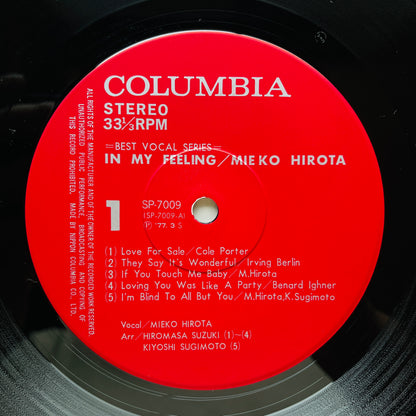 COLUMBIA
STEREO
33⅓RPM
=BEST VOCAL SERIES=
IN MY FEELING/MIEKO HIROTA
1
SP-7009
(SP-7009-A)
Ⓟ '77.9.S
(1) Love For Sale/Cole Porter
(2) They Say It's Wonderful/Irving Berlin
(3) If You Touch Me Baby/M.Hirota
(4) Loving You Was Like A Party/Benard Ighner
(5) I'm Blind To All But You/M.Hirota,K.Sugimoto
Vocal/MIEKO HIROTA
Arr/HIROMASA SUZUKI (1)~(4)
KIYOSHI SUGIMOTO (5)
ALL RIGHTS OF THE MANUFACTURER AND OF THE OWNER OF THE RECORDED WORK RESERVED.
UNAUTHORIZED PUBLIC PERFORMANCE, BROADCASTING AND COPYING OF
THIS RECORD PROHIBITED. MADE BY NIPPON COLUMBIA CO. LTD.